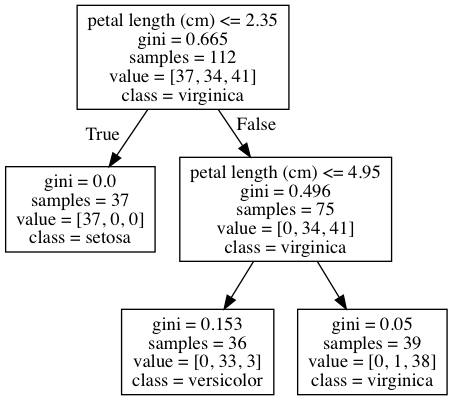 petal length (cm) <= 2.35
gini = 0.665
samples = 112
value = [37, 34, 41]
class = virginica
True
False
gini = 0.0
samples = 37
value = [37, 0, 0]
class = setosa
petal length (cm) <= 4.95
gini = 0.496
samples = 75
value = [0, 34, 41]
class = virginica
gini = 0.153
samples = 36
value = [0, 33, 3]
class = versicolor
gini = 0.05
samples = 39
value = [0, 1, 38]
class = virginica